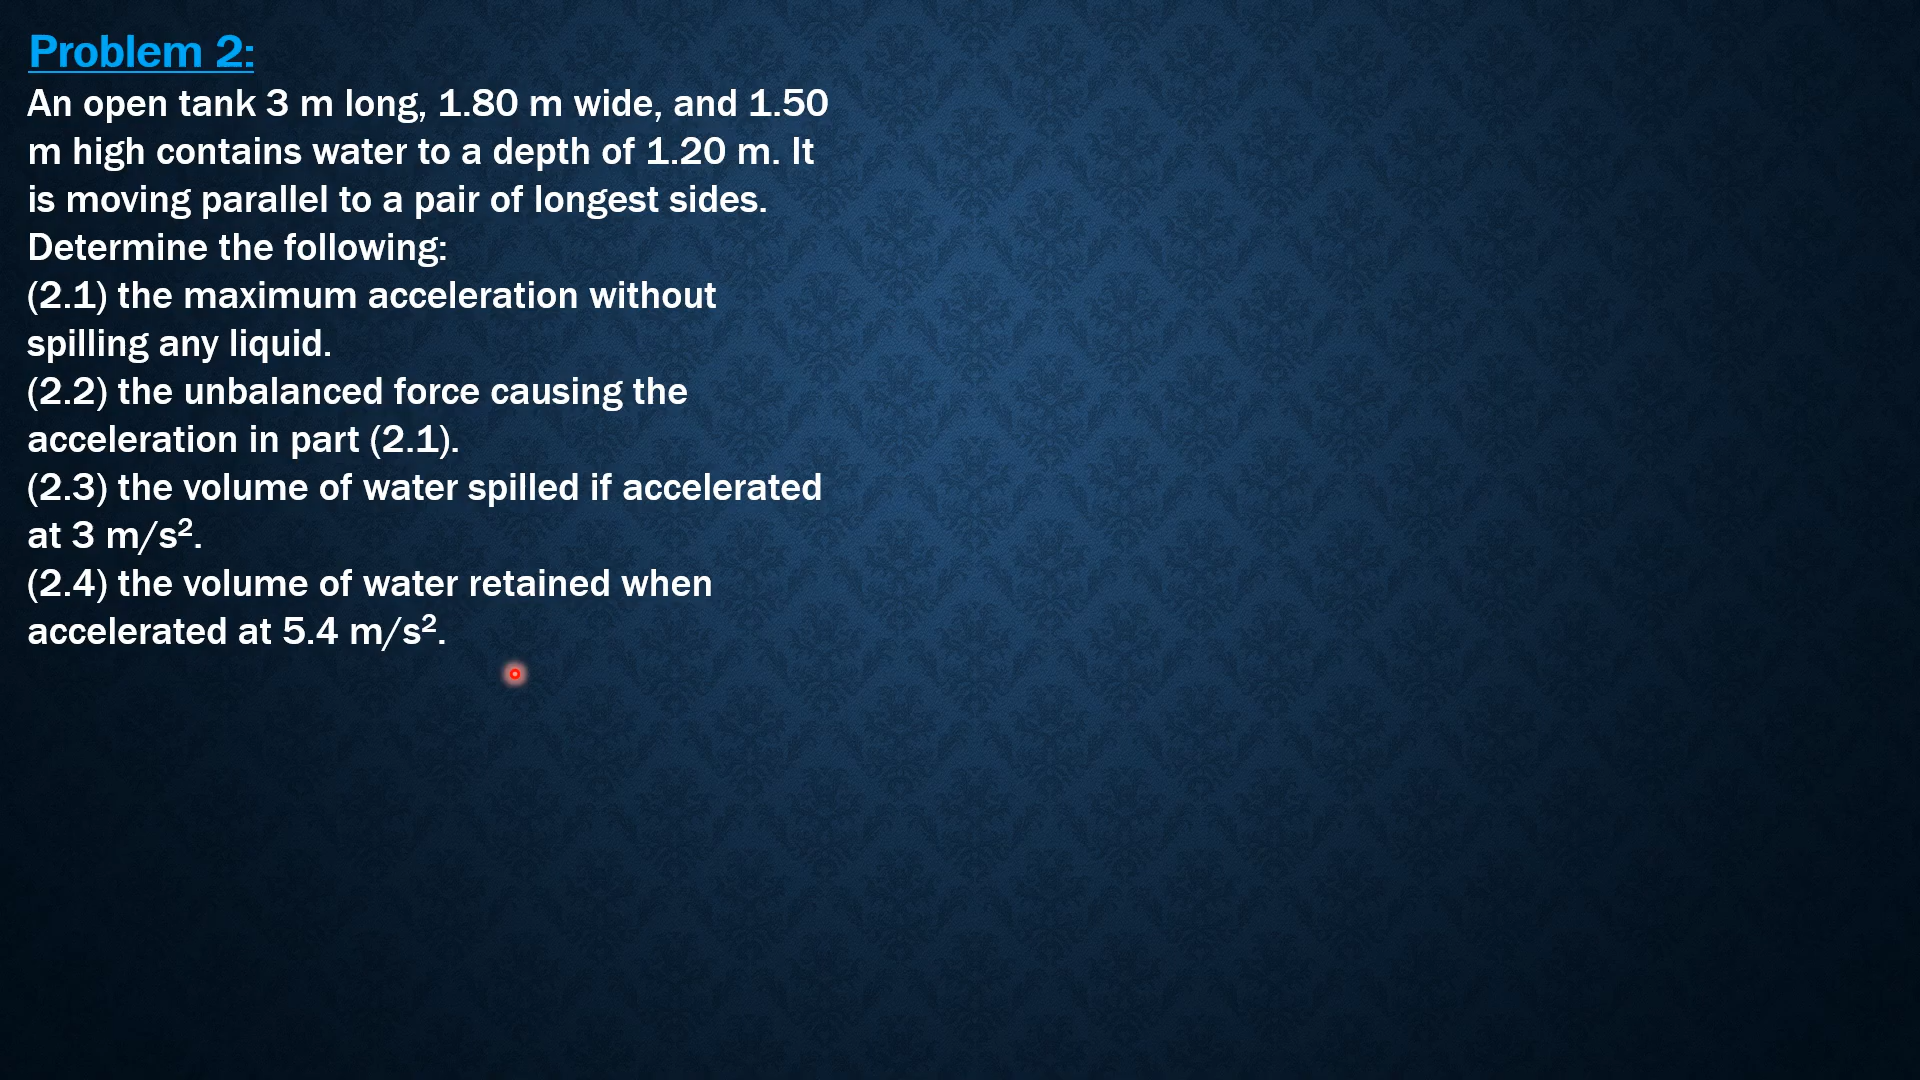 Problem 2:
An open tank 3 m long, 1.80 m wide, and 1.50
m high contains water to a depth of 1.20 m. It
is moving parallel to a pair of longest sides.
Determine the following:
(2.1) the maximum acceleration without
spilling any liquid.
(2.2) the unbalanced force causing the
acceleration in part (2.1).
(2.3) the volume of water spilled if accelerated
at 3 m/s².
(2.4) the volume of water retained when
accelerated at 5.4 m/s².